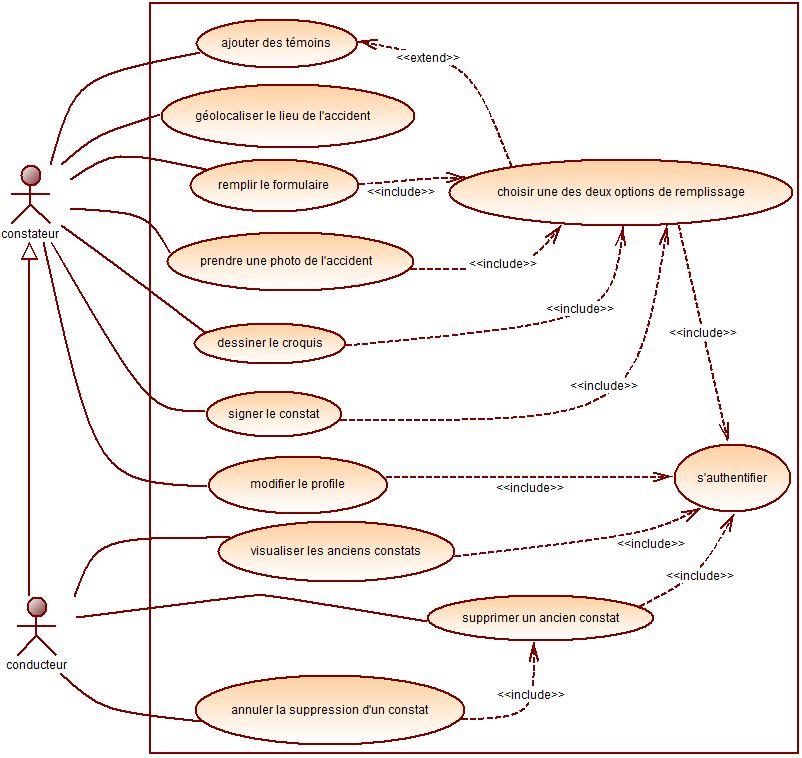 ajouter des témoins
<<extend>>
géolocaliser le lieu de l'accident
constateur
remplir le formulaire
<<include>>
choisir une des deux options de remplissage
prendre une photo de l'accident
<<include>>
<<include>>
dessiner le croquis
<<include>>
<<include>>
signer le constat
modifier le profile
<<include>>
s'authentifier
visualiser les anciens constats
<<include>>
<<include>>
conducteur
supprimer un ancien constat
<<include>>
annuler la suppression d'un constat